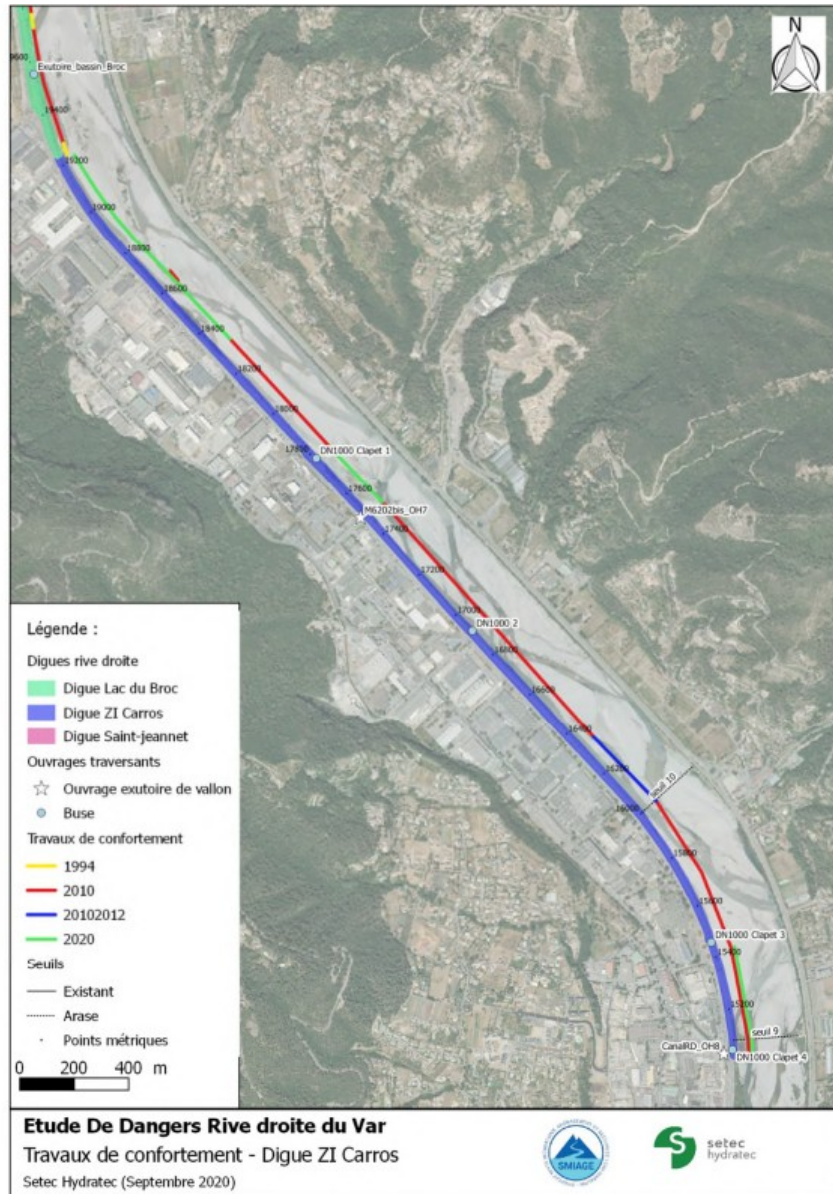 N
9600
Exutoire_bassin_Broc
19400
19200
19000
18800
18600
18400
18200
18000
17800
DN1000 Clapet 1
17600
M6202bis_OH7
17400
17200
17000
DN1000 2
16800
16600
16400
16200
seuil 10
16000
15800
15600
DN1000 Clapet 3
15400
15200
seuil 9
CanalRD_OH8
DN1000 Clapet 4
Légende :
Digues rive droite
Digue Lac du Broc
Digue ZI Carros
Digue Saint-jeannet
Ouvrages traversants
Ouvrage exutoire de vallon
Buse
Travaux de confortement
1994
2010
20102012
2020
Seuils
Existant
Arase
Points métriques
0 200 400 m
Etude De Dangers Rive droite du Var
Travaux de confortement - Digue ZI Carros
Setec Hydratec (Septembre 2020)
SMIAGE
setec
hydratec